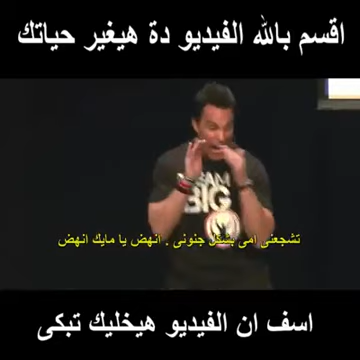 اقسم بالله الفيديو دة هيغير حياتك
BIG
تشجعنى امى بشكل جنونى . انهض يا مايك انهض
اسف ان الفيديو هيخليك تبكى